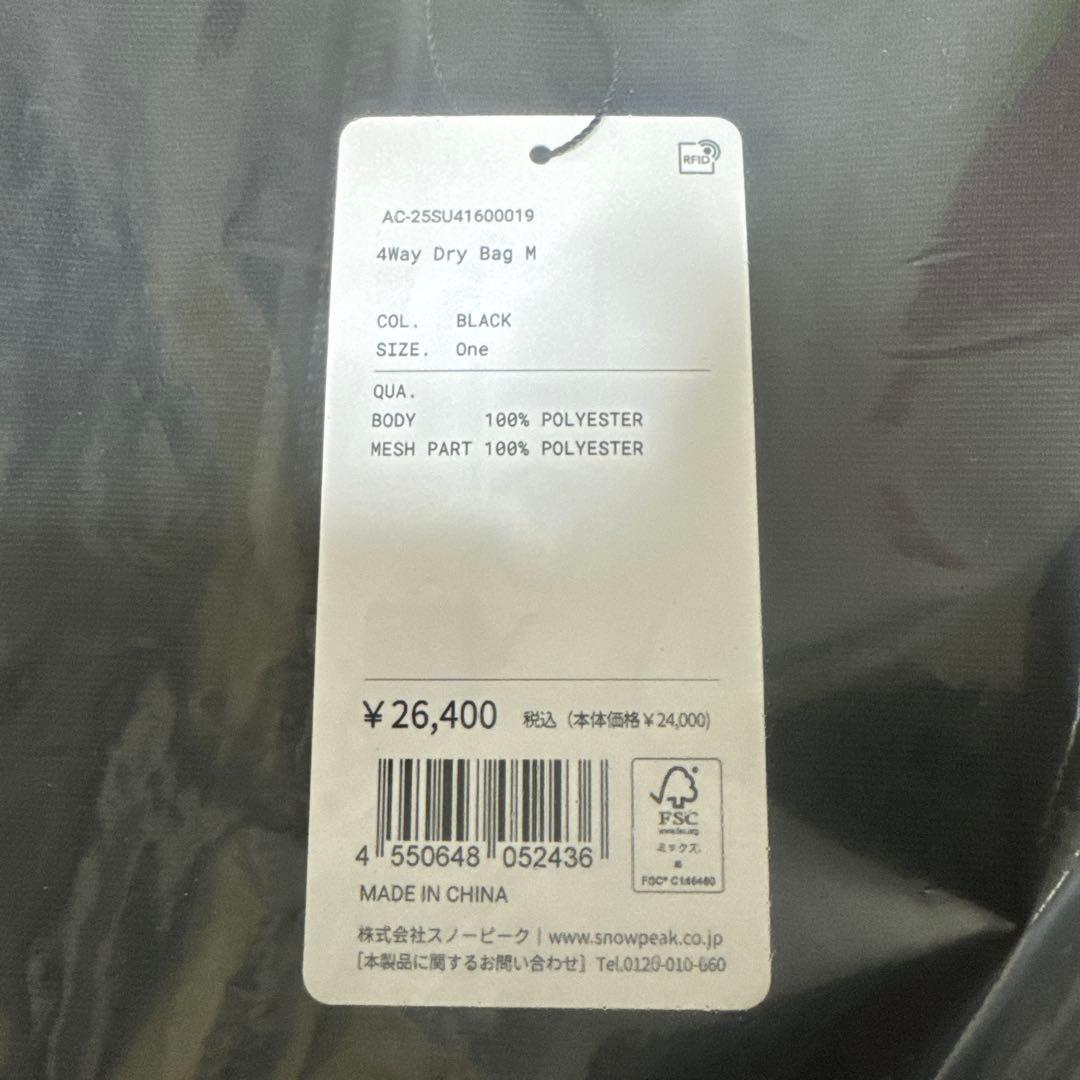 RFID
AC-25SU41600019
4Way Dry Bag M
COL. BLACK
SIZE. One
QUA.
BODY 100% POLYESTER
MESH PART 100% POLYESTER
¥26,400 税込（本体価格¥24,000）
4 550648 052436
FSC
www.fsc.org
ミックス
紙
MADE IN CHINA
株式会社スノーピーク｜www.snowpeak.co.jp
［本製品に関するお問い合わせ］Tel.0120-010-660